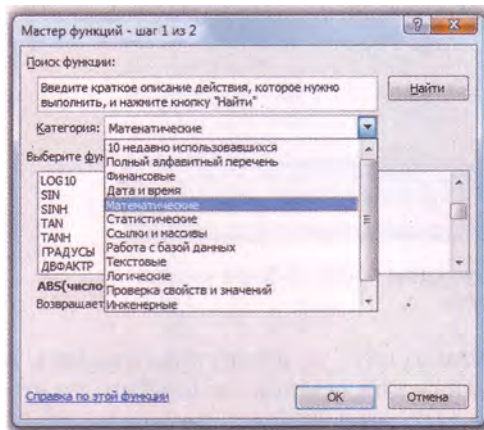 Мастер функций - шаг 1 из 2
Поиск функции:
Введите краткое описание действия, которое нужно
выполнить, и нажмите кнопку "Найти"
Найти
Категория: Математические
10 недавно использовавшихся
Полный алфавитный перечень
Финансовые
Дата и время
Математические
Статистические
Ссылки и массивы
Работа с базой данных
Текстовые
Логические
Проверка свойств и значений
Инженерные
Выберите фун
LOG10
SIN
SINH
TAN
TANH
ГРАДУСЫ
ДВФАКТР
ABS(число
Возвращает
Справка по этой функции
ОК
Отмена